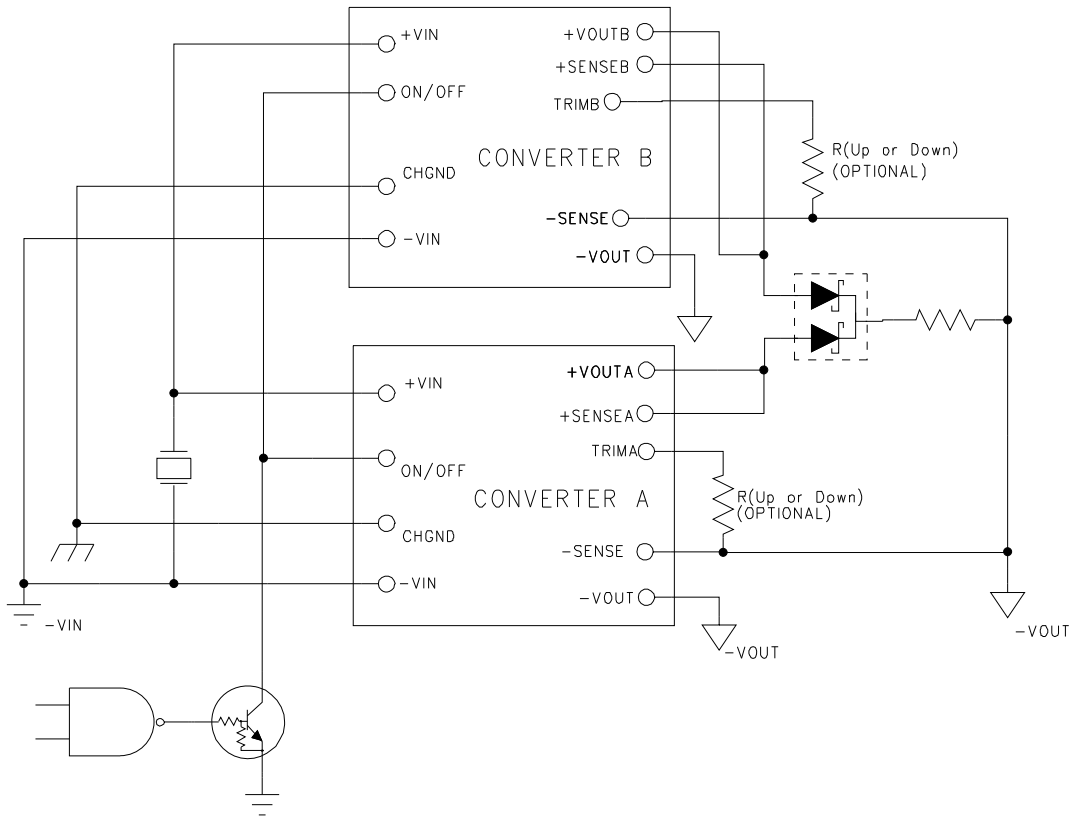 +VIN
+VOUTB
+SENSEB
ON/OFF
TRIMB
CONVERTER B
R(Up or Down)
(OPTIONAL)
CHGND
-SENSE
-VIN
-VOUT
+VIN
+VOUTA
+SENSEA
TRIMA
ON/OFF
CONVERTER A
R(Up or Down)
(OPTIONAL)
CHGND
-SENSE
-VIN
-VOUT
-VIN
-VOUT
-VOUT